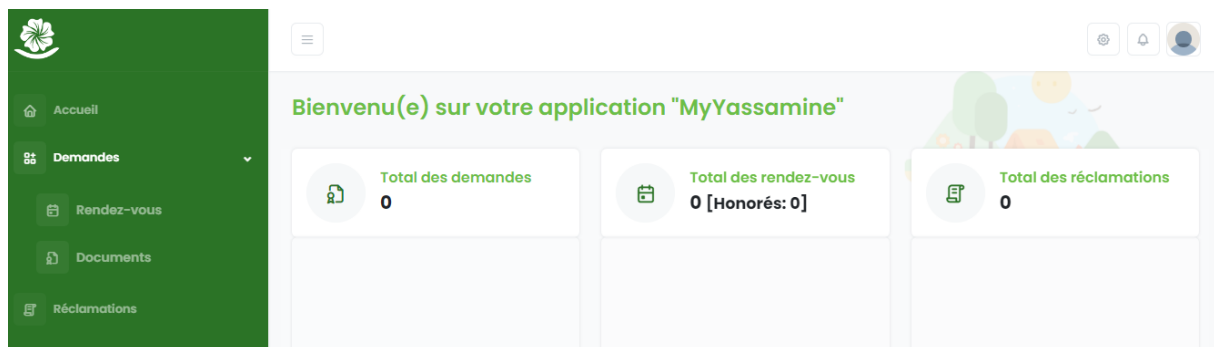 Accueil
Demandes
Rendez-vous
Documents
Réclamations
Bienvenu(e) sur votre application "MyYassamine"
Total des demandes
0
Total des rendez-vous
0 [Honorés: 0]
Total des réclamations
0